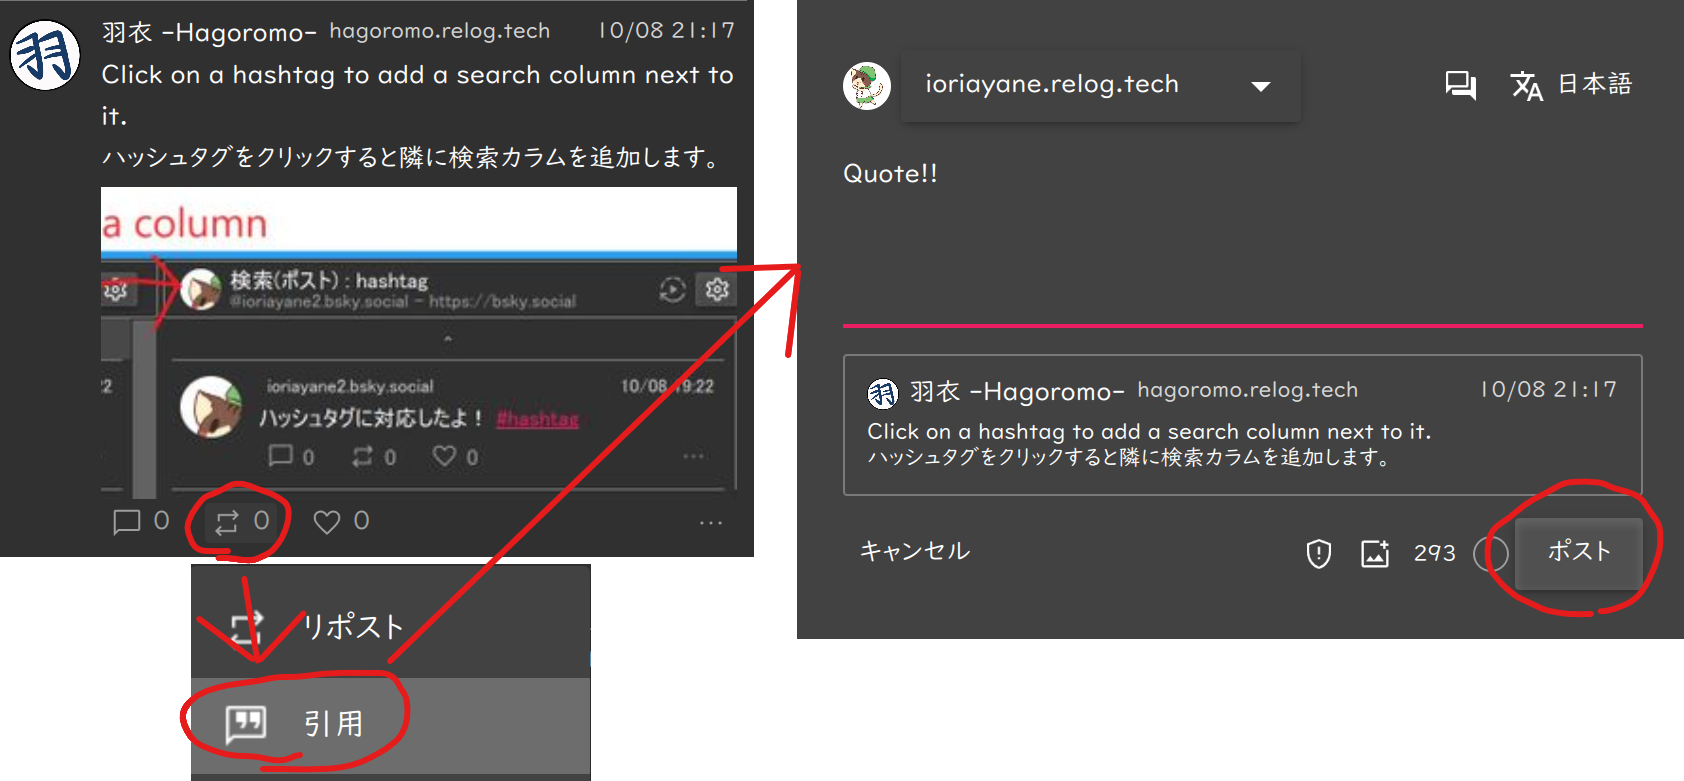 羽衣 -Hagoromo- hagoromo.relog.tech 10/08 21:17
Click on a hashtag to add a search column next to
it.
ハッシュタグをクリックすると隣に検索カラムを追加します。
a column
検索(ポスト) : hashtag
@ioriayane2.bsky.social - https://bsky.social
ioriayane2.bsky.social 10/08 19:22
ハッシュタグに対応したよ！ #hashtag
0 0 0 ...
0 0 0 ...
リポスト
引用
ioriayane.relog.tech 日本語
Quote!!
羽衣 -Hagoromo- hagoromo.relog.tech 10/08 21:17
Click on a hashtag to add a search column next to it.
ハッシュタグをクリックすると隣に検索カラムを追加します。
キャンセル 293 ポスト